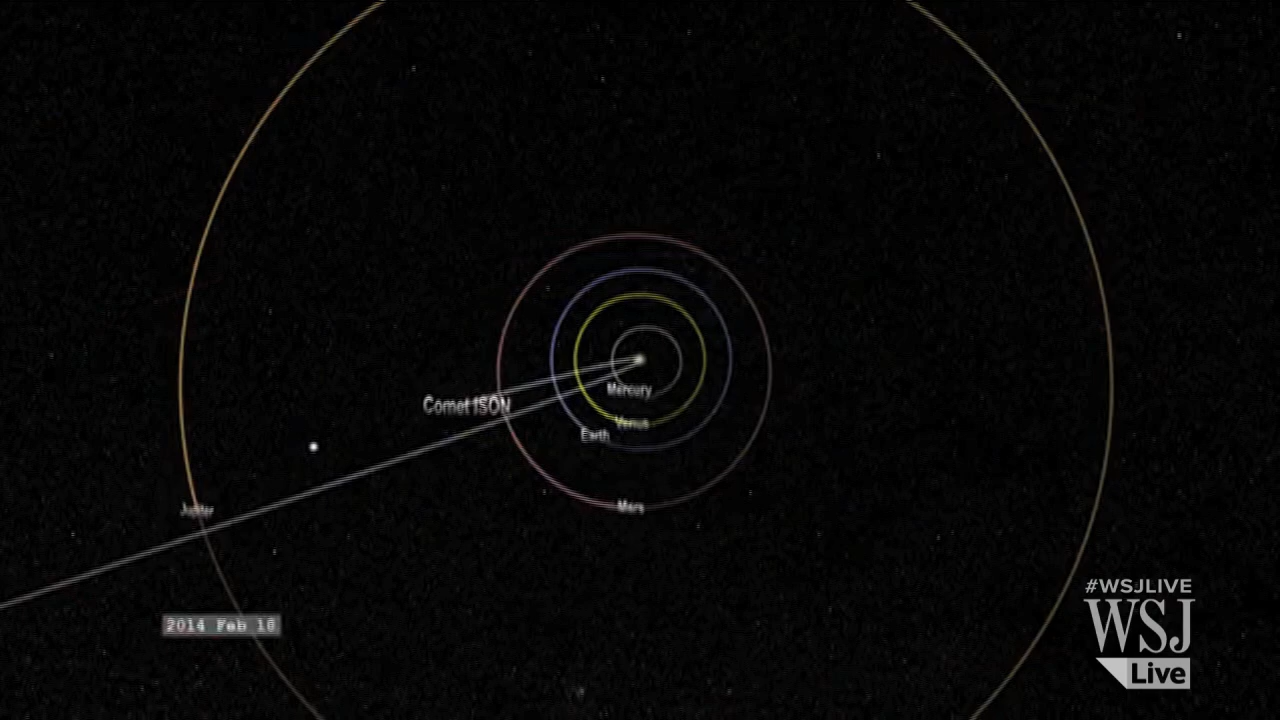 Mercury
Comet ISON
Venus
Earth
Mars
Jupiter
2014 Feb 18
#WSJLIVE
WSJ
Live